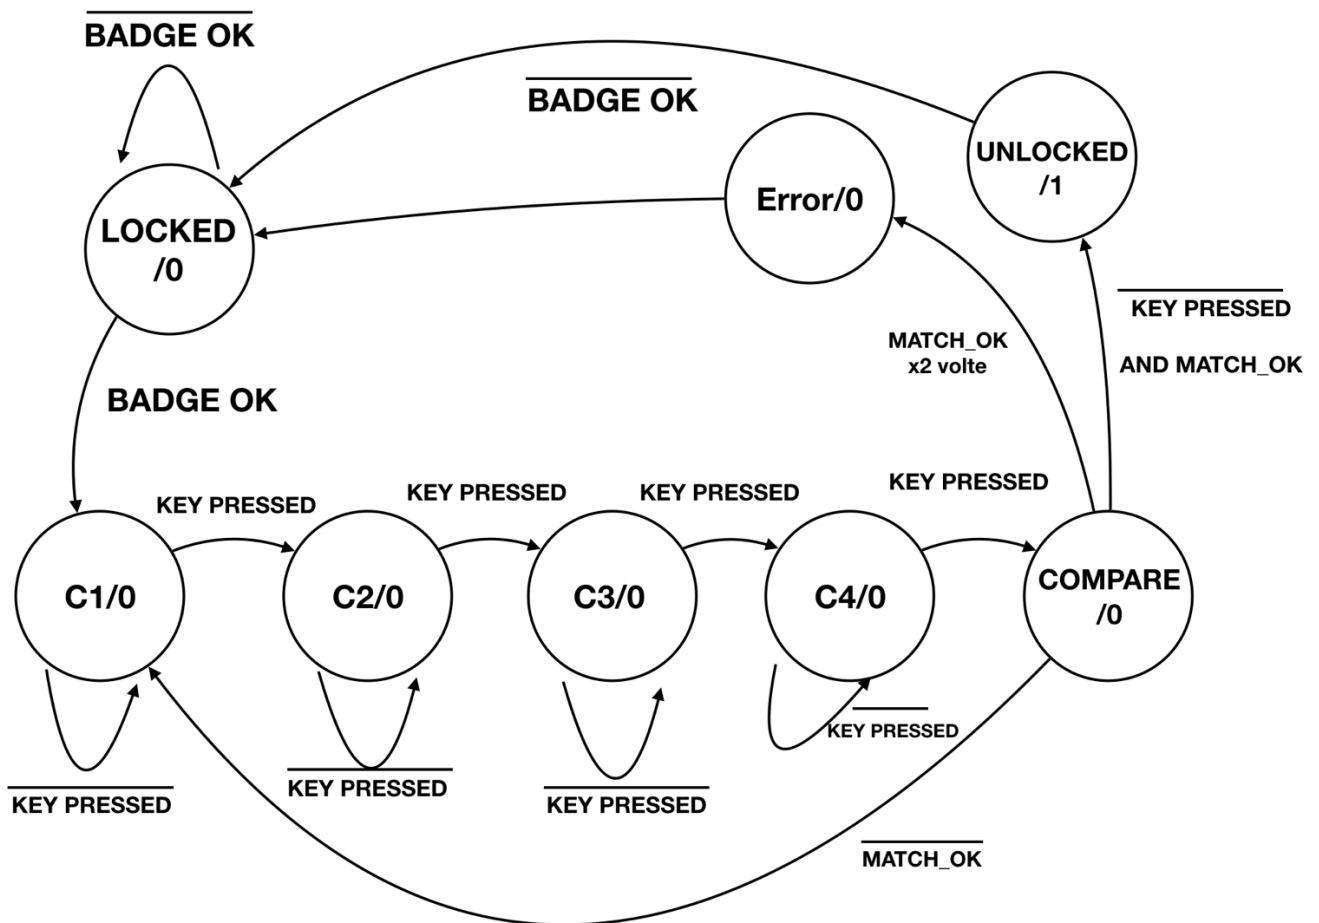 BADGE OK
BADGE OK
UNLOCKED
/1
Error/0
LOCKED
/0
KEY PRESSED
MATCH_OK
x2 volte
AND MATCH_OK
BADGE OK
KEY PRESSED
KEY PRESSED
KEY PRESSED
KEY PRESSED
C1/0
C2/0
C3/0
C4/0
COMPARE
/0
KEY PRESSED
KEY PRESSED
KEY PRESSED
KEY PRESSED
MATCH_OK